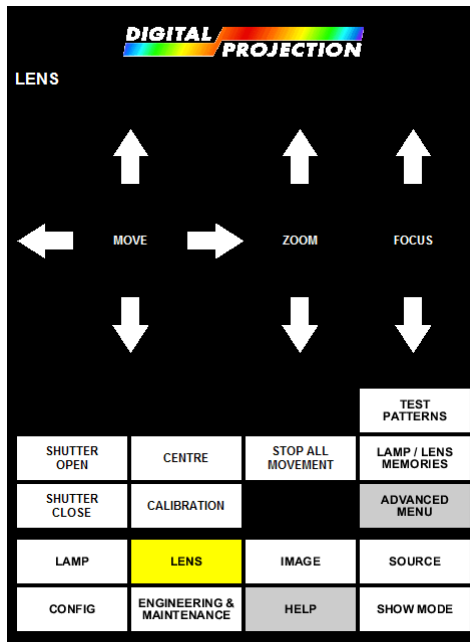 DIGITAL
PROJECTION
LENS
MOVE
ZOOM
FOCUS
TEST
PATTERNS
SHUTTER
OPEN
CENTRE
STOP ALL
MOVEMENT
LAMP / LENS
MEMORIES
SHUTTER
CLOSE
CALIBRATION
ADVANCED
MENU
LAMP
LENS
IMAGE
SOURCE
CONFIG
ENGINEERING &
MAINTENANCE
HELP
SHOW MODE